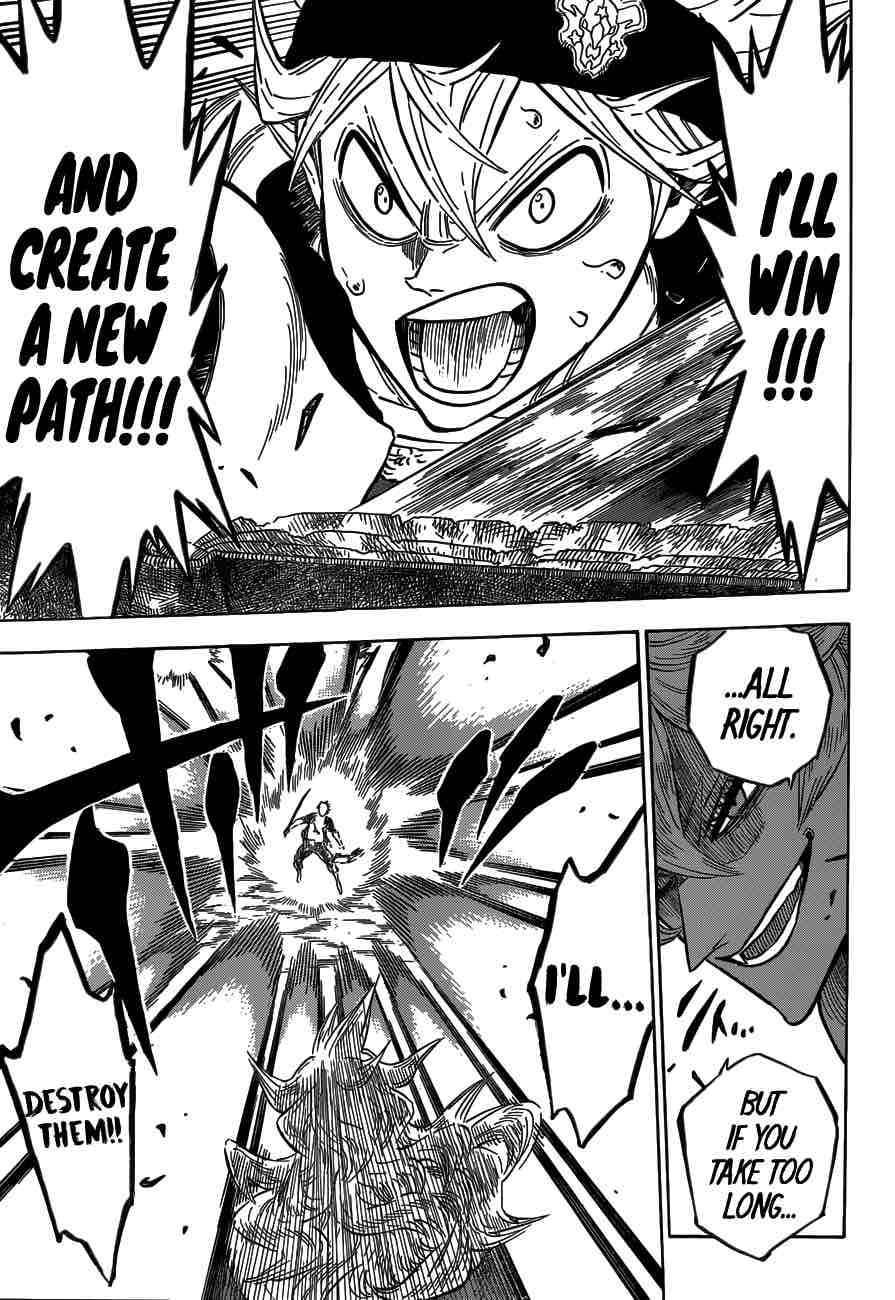 I'LL
WIN
!!!
AND
CREATE
A NEW
PATH!!!
...ALL
RIGHT.
BUT
IF YOU
TAKE TOO
LONG...
I'LL...
DESTROY
THEM!!